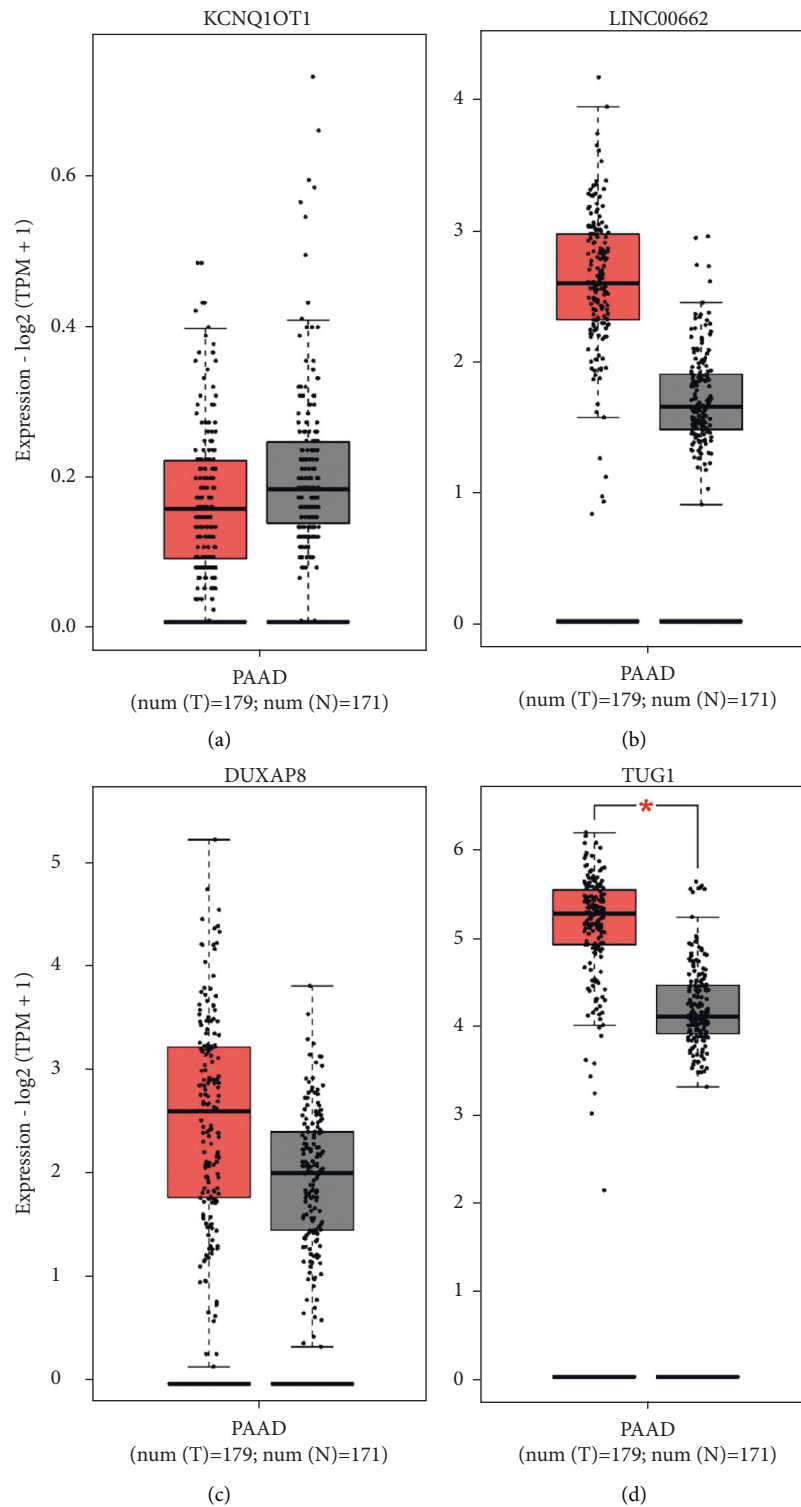 KCNQ1OT1
Expression - log2 (TPM + 1)
0.6
0.4
0.2
0.0
PAAD
(num (T)=179; num (N)=171)
(a)
LINC00662
4
3
2
1
0
PAAD
(num (T)=179; num (N)=171)
(b)
DUXAP8
Expression - log2 (TPM + 1)
5
4
3
2
1
0
PAAD
(num (T)=179; num (N)=171)
(c)
TUG1
*
6
5
4
3
2
1
0
PAAD
(num (T)=179; num (N)=171)
(d)